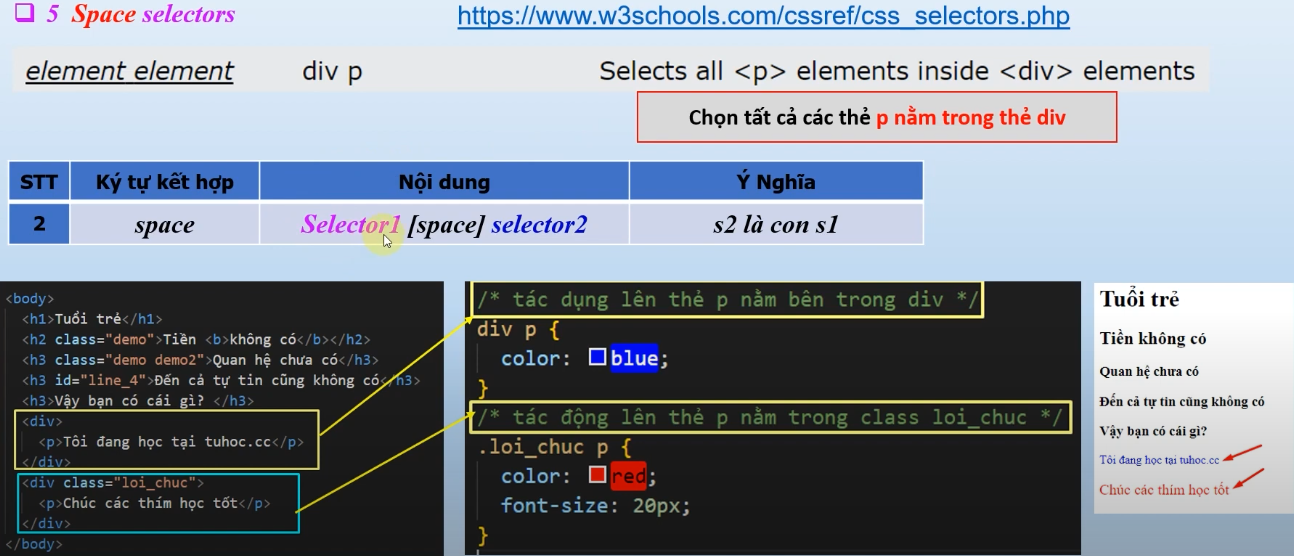 ❑ 5 Space selectors
https://www.w3schools.com/cssref/css_selectors.php
element element div p Selects all <p> elements inside <div> elements
Chọn tất cả các thẻ p nằm trong thẻ div
STT Ký tự kết hợp Nội dung Ý Nghĩa
2 space Selector1 [space] selector2 s2 là con s1
<body>
<h1>Tuổi trẻ</h1>
<h2 class="demo">Tiền <b>không có</b></h2>
<h3 class="demo demo2">Quan hệ chưa có</h3>
<h3 id="line_4">Đến cả tự tin cũng không có</h3>
<h3>Vậy bạn có cái gì? </h3>
<div>
<p>Tôi đang học tại tuhoc.cc</p>
</div>
<div class="loi_chuc">
<p>Chúc các thím học tốt</p>
</div>
</body>
/* tác dụng lên thẻ p nằm bên trong div */
div p {
color: blue;
}
/* tác động lên thẻ p nằm trong class loi_chuc */
.loi_chuc p {
color: red;
font-size: 20px;
}
Tuổi trẻ
Tiền không có
Quan hệ chưa có
Đến cả tự tin cũng không có
Vậy bạn có cái gì?
Tôi đang học tại tuhoc.cc
Chúc các thím học tốt